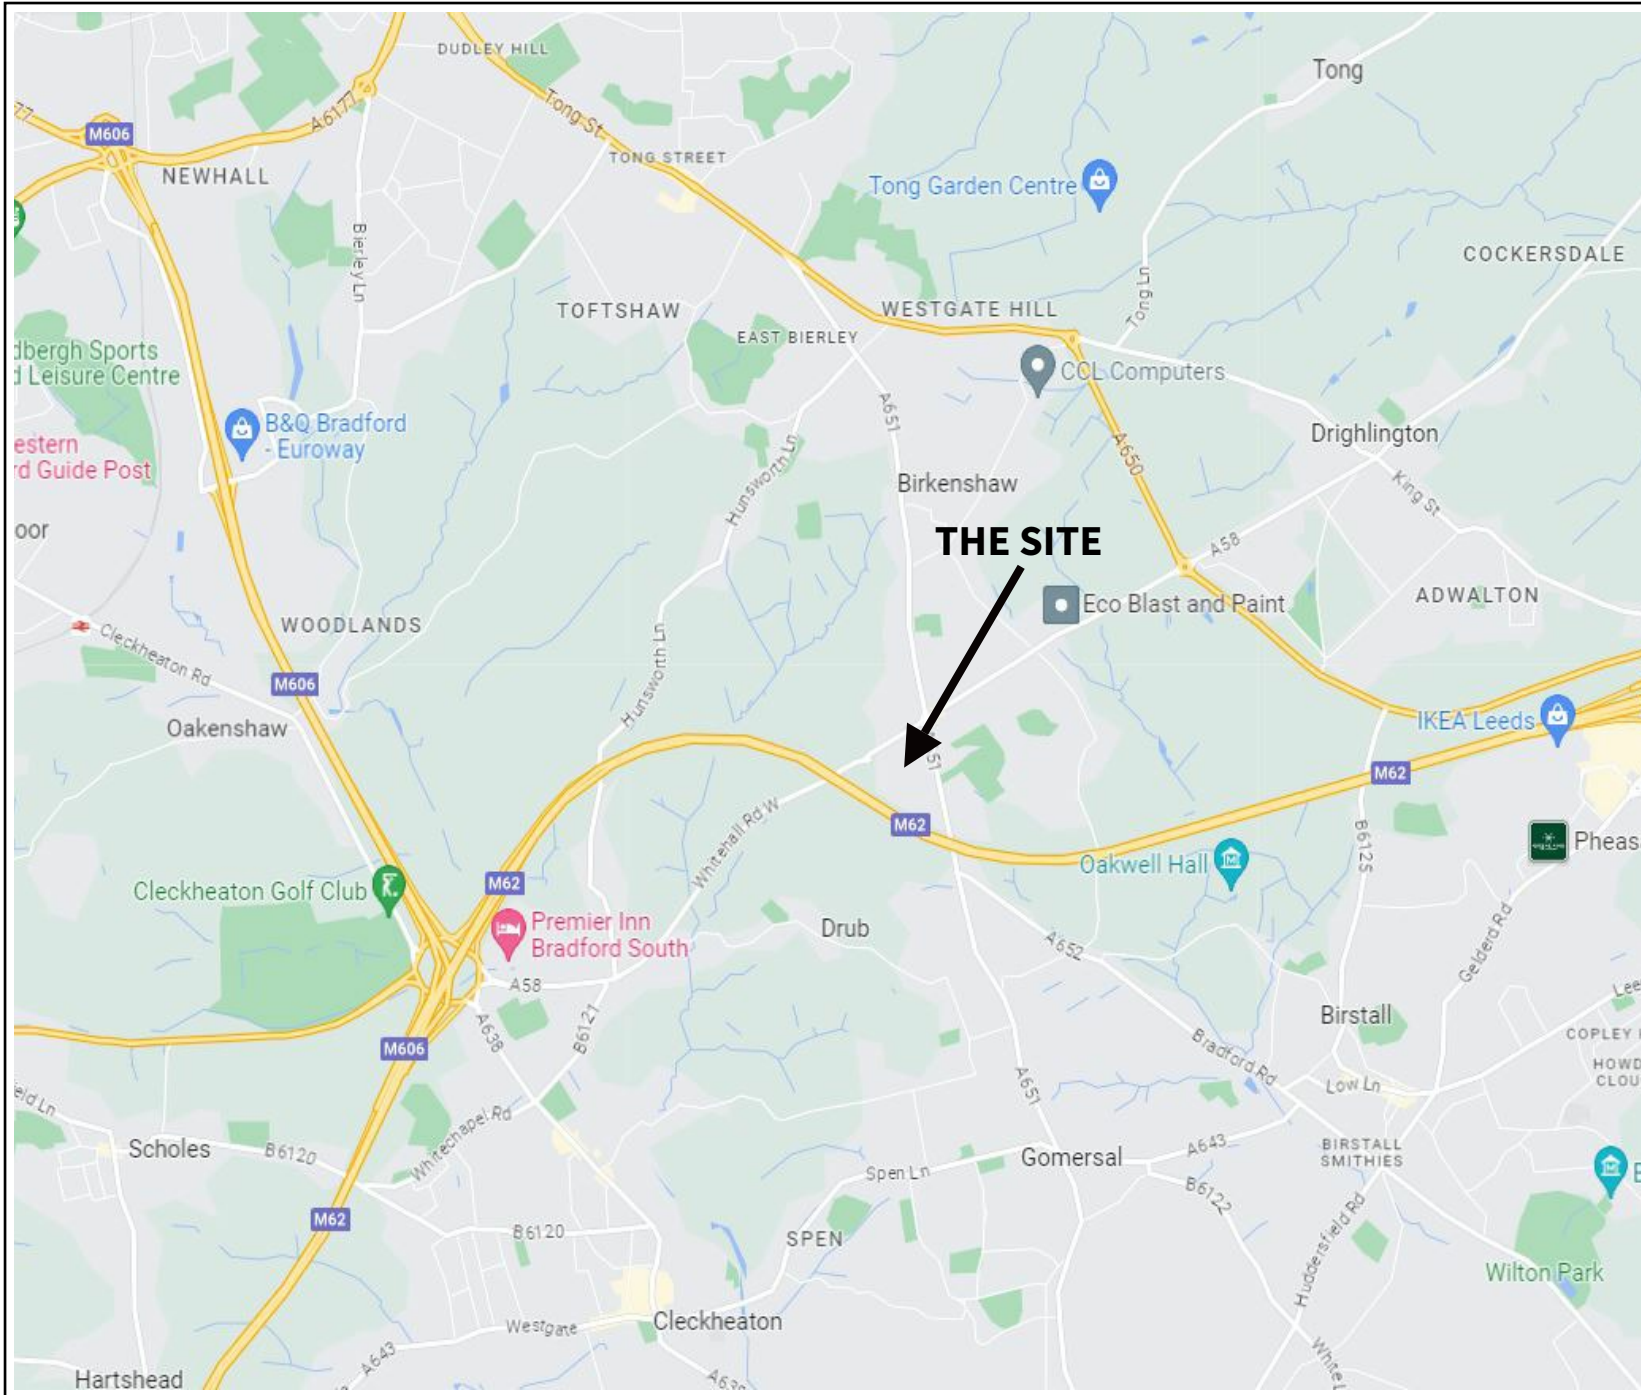 DUDLEY HILL
Tong
A6177
Tong St
M606
TONG STREET
NEWHALL
Tong Garden Centre
Bierley Ln
COCKERSDALE
Tong Ln
TOFTSHAW
WESTGATE HILL
EAST BIERLEY
dbergh Sports
d Leisure Centre
CCL Computers
A651
B&Q Bradford
- Euroway
Drighlington
estern
rd Guide Post
A650
Hunsworth Ln
Birkenshaw
King St
oor
THE SITE
A58
Eco Blast and Paint
ADWALTON
WOODLANDS
Cleckheaton Rd
M606
Hunsworth Ln
Oakenshaw
IKEA Leeds
51
M62
M62
Whitehall Rd W
B6125
Pheas
Oakwell Hall
Cleckheaton Golf Club
M62
Premier Inn
Bradford South
Drub
A652
Gelderd Rd
A58
Lee
Birstall
A638
B6121
COPLEY
M606
Bradford Rd
HOWD
CLOU
A651
Low Ln
eld Ln
Whitechapel Rd
Scholes
B6120
Gomersal
A643
BIRSTALL
SMITHIES
Spen Ln
B6122
M62
B6120
SPEN
Huddersfield Rd
Wilton Park
Westgate
Cleckheaton
A643
White L
Hartshead